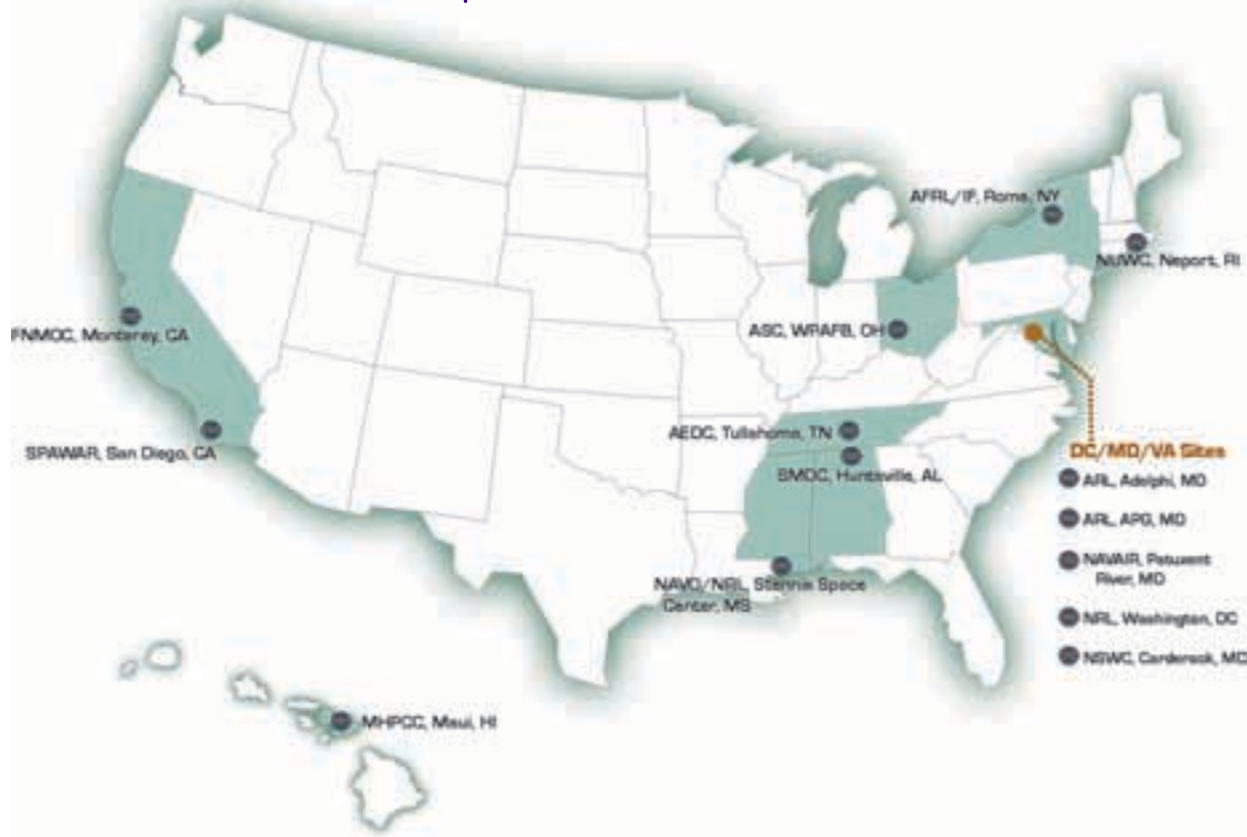 AFRL/IF, Rome, NY
NUWC, Neport, RI
FNMOC, Monterey, CA
ASC, WPAFB, OH
SPAWAR, San Diego, CA
AEDC, Tullahoma, TN
SMDC, Huntsville, AL
NAVO/NRL, Stennis Space
Center, MS
DC/MD/VA Sites
ARL, Adelphi, MD
ARL, APG, MD
NAVAIR, Patuxent
River, MD
NRL, Washington, DC
NSWC, Carderock, MD
MHPCC, Maui, HI